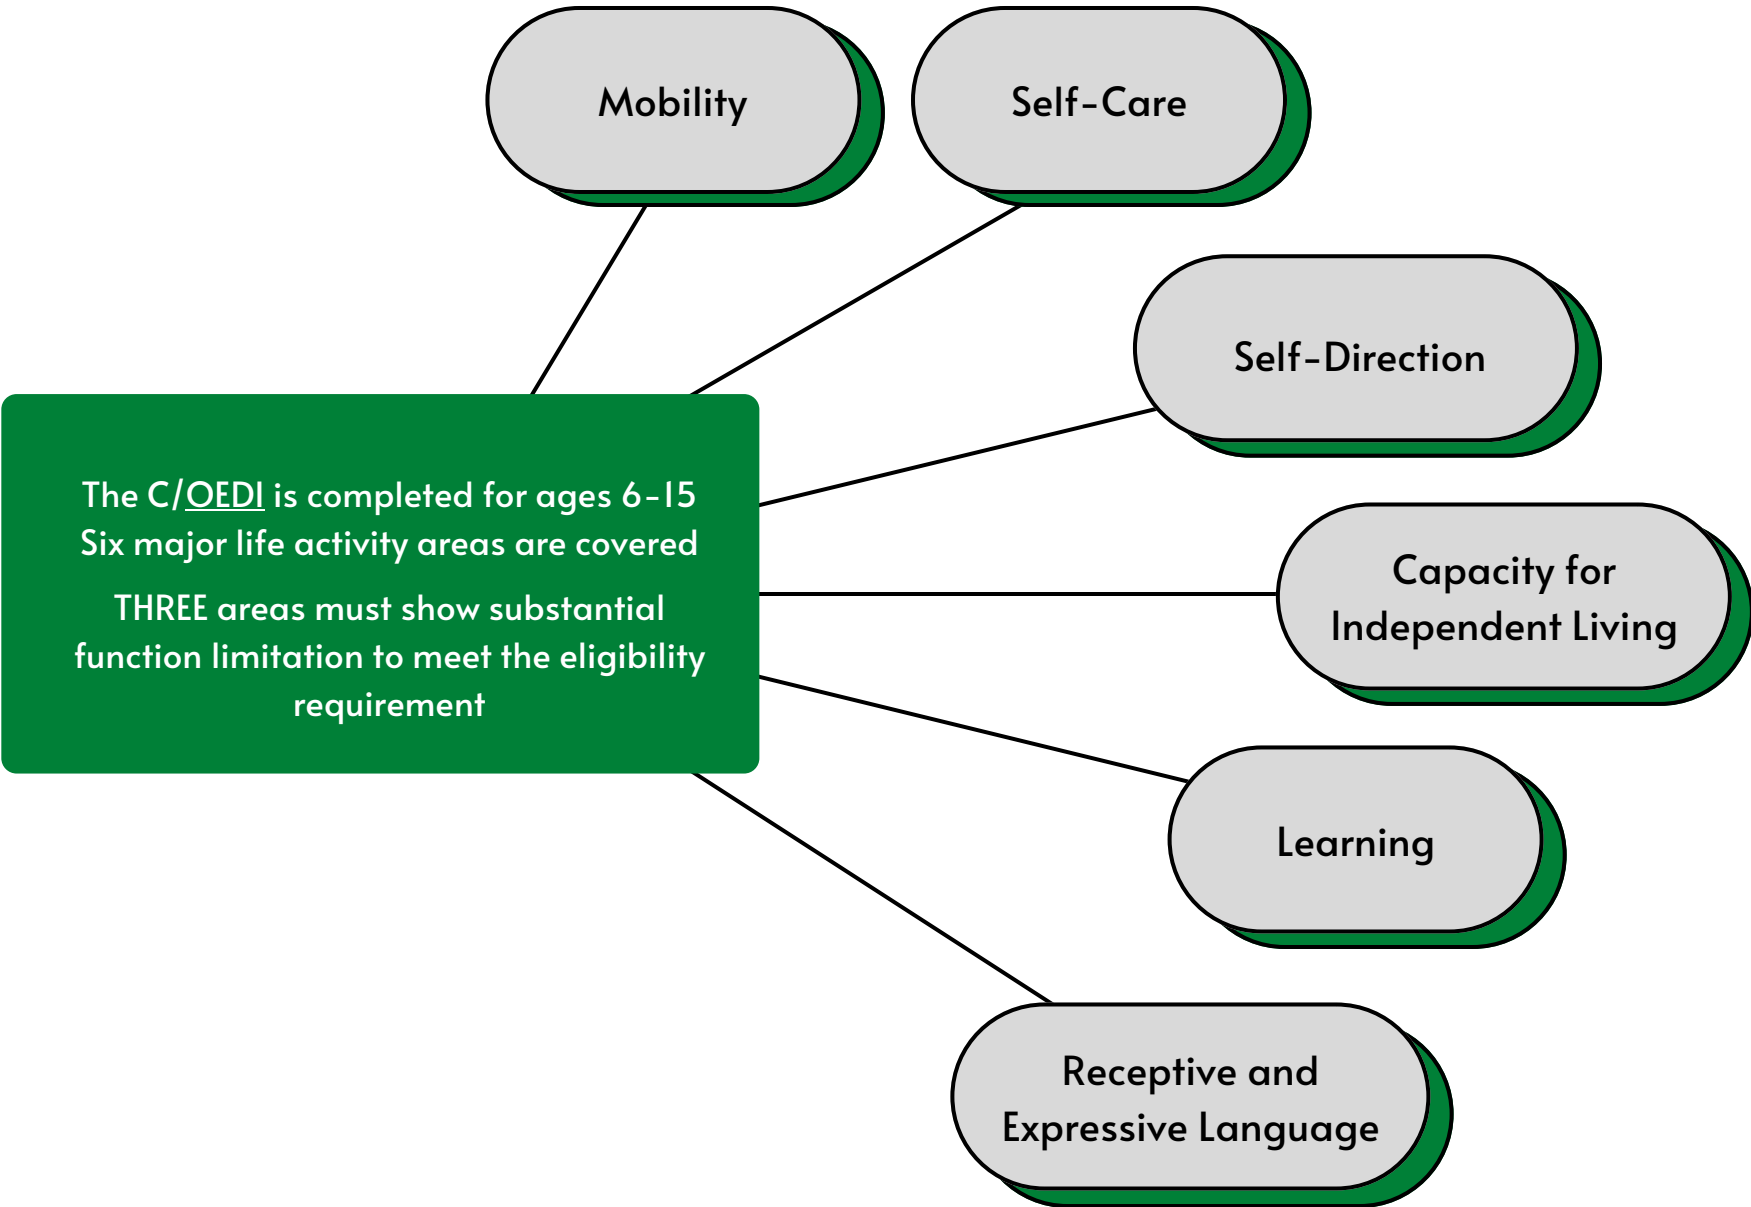 Mobility
Self-Care
Self-Direction
The C/OEDI is completed for ages 6-15
Six major life activity areas are covered
THREE areas must show substantial
function limitation to meet the eligibility
requirement
Capacity for
Independent Living
Learning
Receptive and
Expressive Language